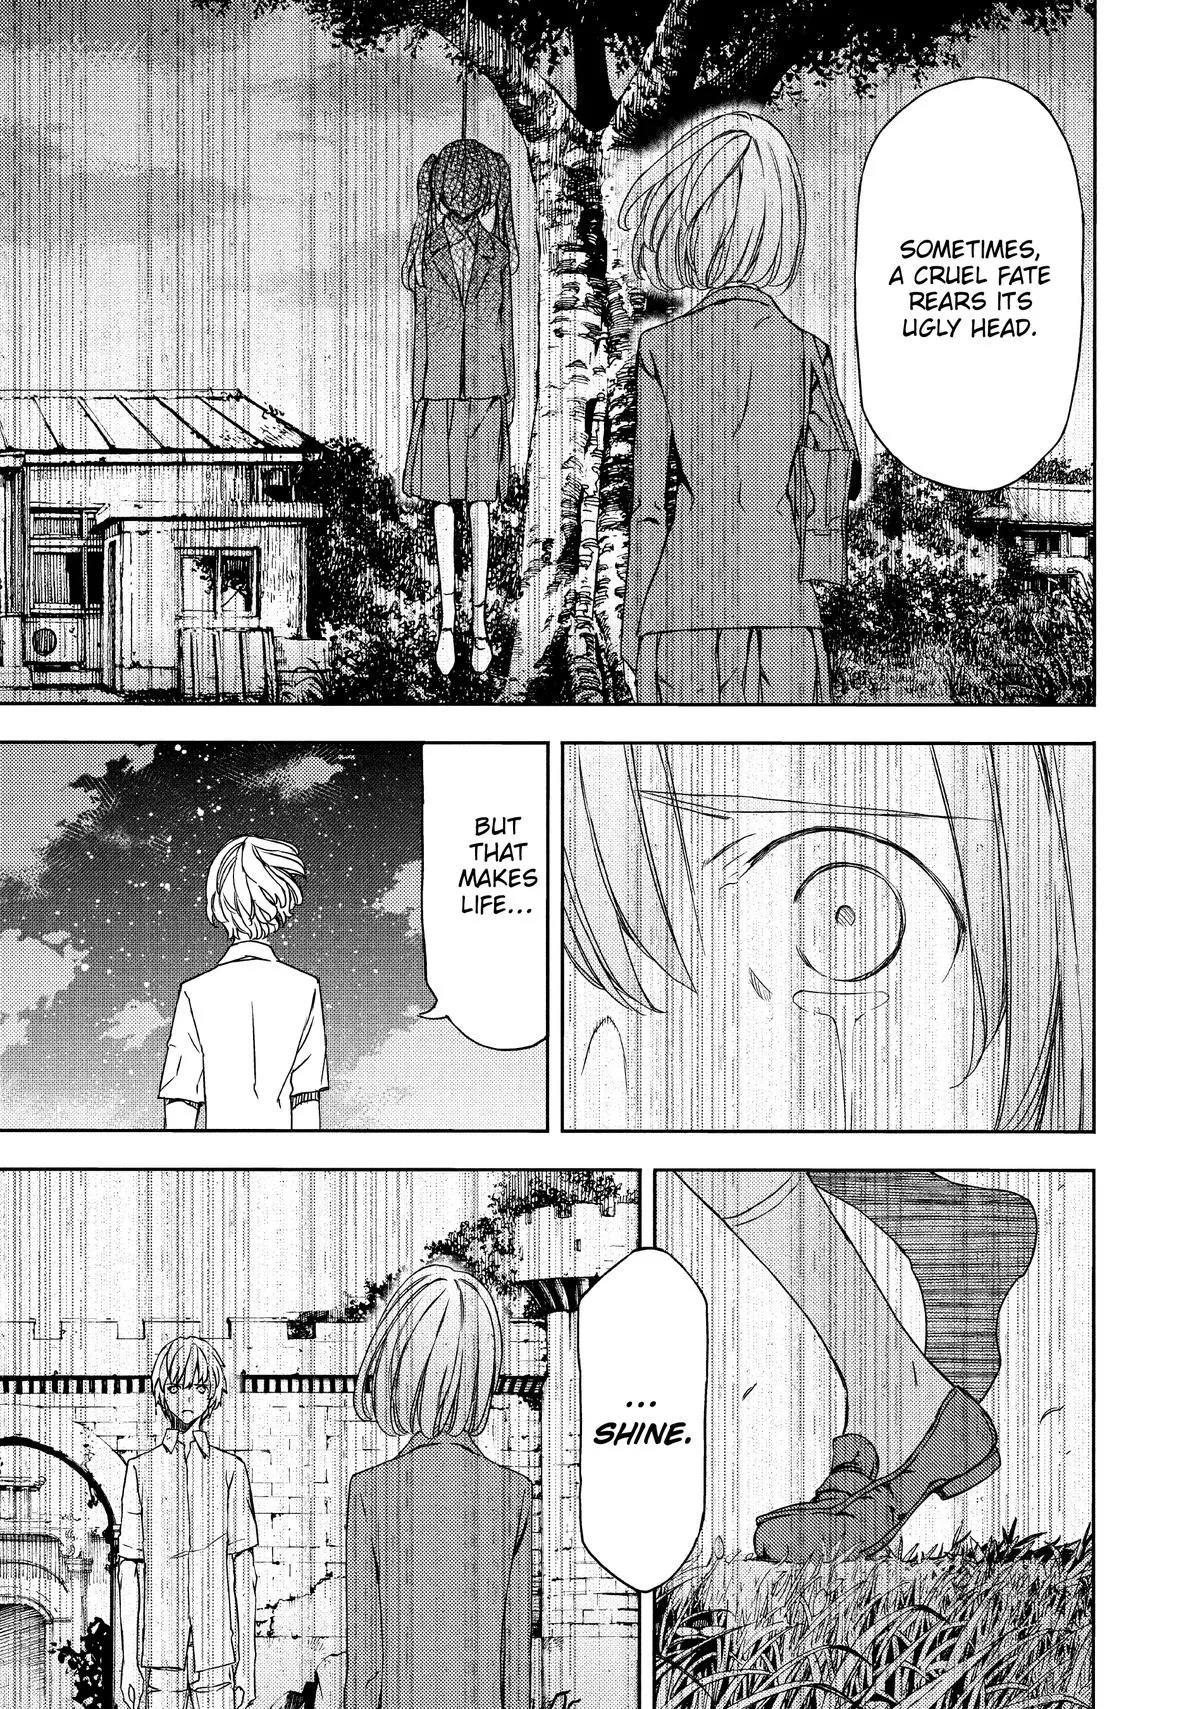 SOMETIMES,
A CRUEL FATE
REARS ITS
UGLY HEAD.
BUT
THAT
MAKES
LIFE...
...
SHINE.